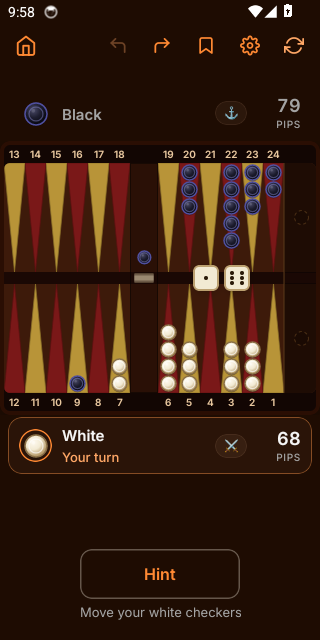 9:58
Black
79
PIPS
13 14 15 16 17 18 19 20 21 22 23 24
12 11 10 9 8 7 6 5 4 3 2 1
White
Your turn
68
PIPS
Hint
Move your white checkers